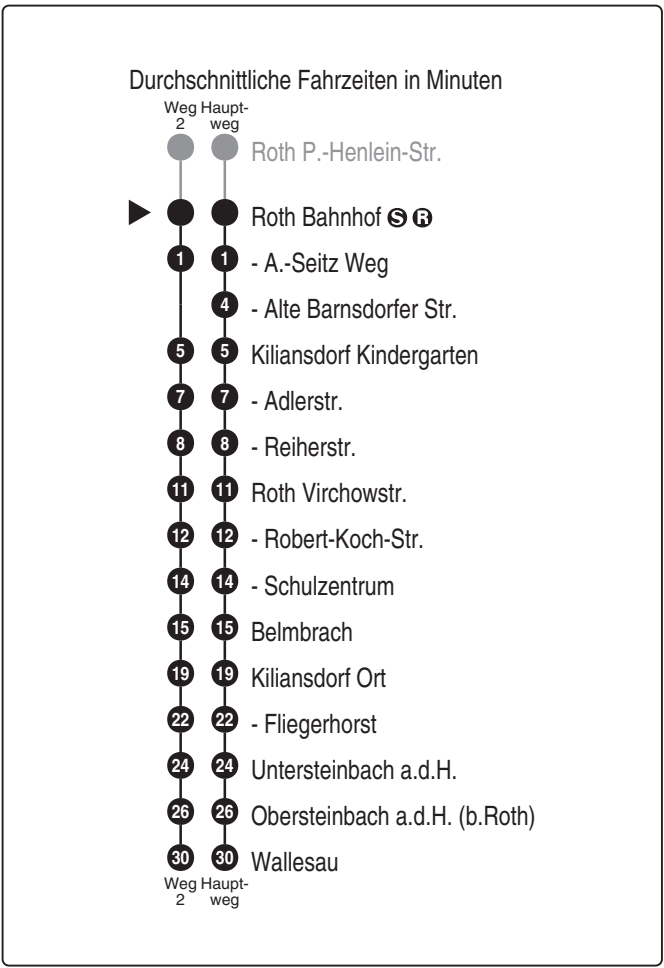 Durchschnittliche Fahrzeiten in Minuten
Weg 2 Haupt-weg
Roth P.-Henlein-Str.
Roth Bahnhof S R
1 1 - A.-Seitz Weg
4 - Alte Barnsdorfer Str.
5 5 Kiliansdorf Kindergarten
7 7 - Adlerstr.
8 8 - Reiherstr.
11 11 Roth Virchowstr.
12 12 - Robert-Koch-Str.
14 14 - Schulzentrum
15 15 Belmbrach
19 19 Kiliansdorf Ort
22 22 - Fliegerhorst
24 24 Untersteinbach a.d.H.
26 26 Obersteinbach a.d.H. (b.Roth)
30 30 Wallesau
Weg 2 Haupt-weg